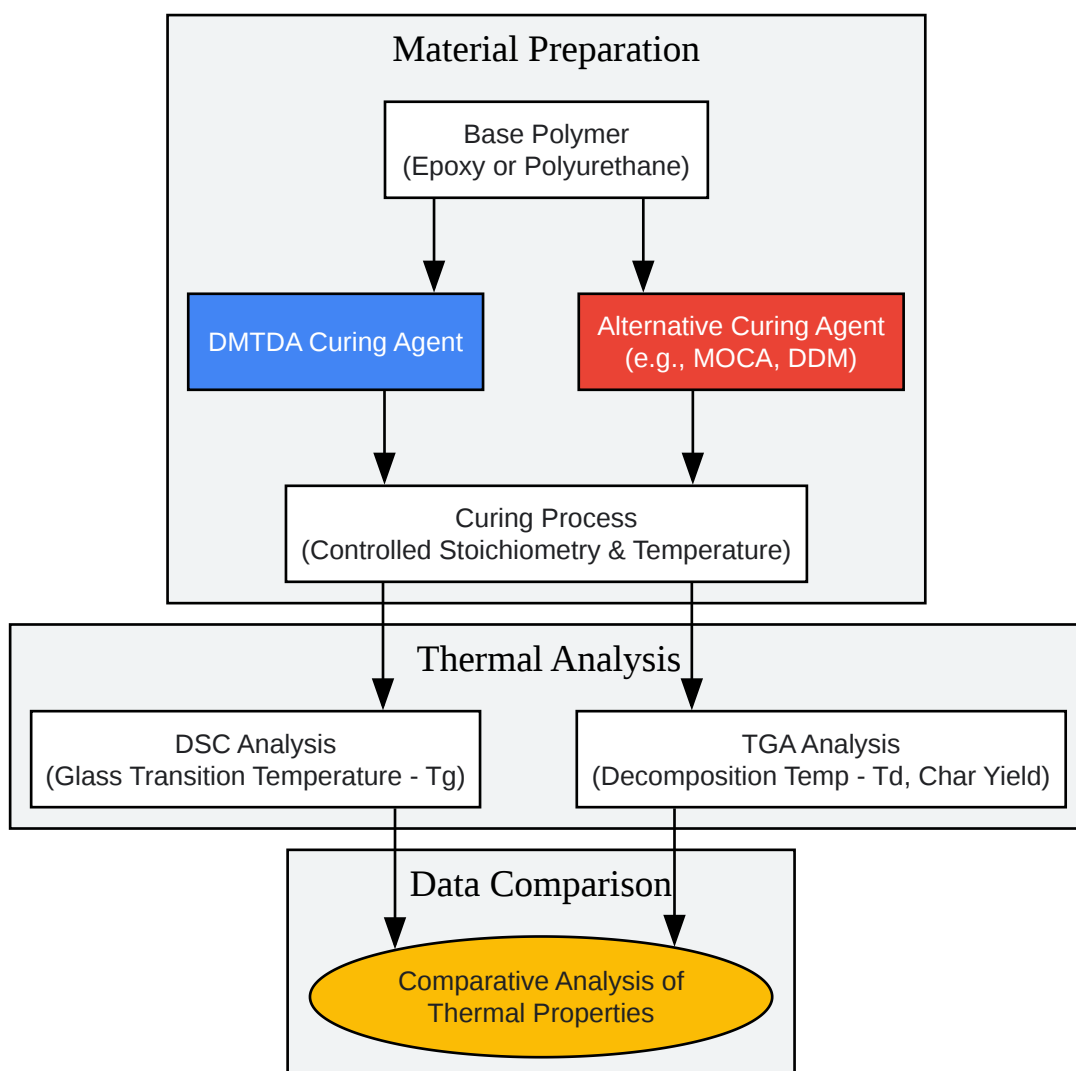 Material Preparation
Base Polymer
(Epoxy or Polyurethane)
DMTDA Curing Agent
Alternative Curing Agent
(e.g., MOCA, DDM)
Curing Process
(Controlled Stoichiometry & Temperature)
Thermal Analysis
DSC Analysis
(Glass Transition Temperature - Tg)
TGA Analysis
(Decomposition Temp - Td, Char Yield)
Data Comparison
Comparative Analysis of
Thermal Properties